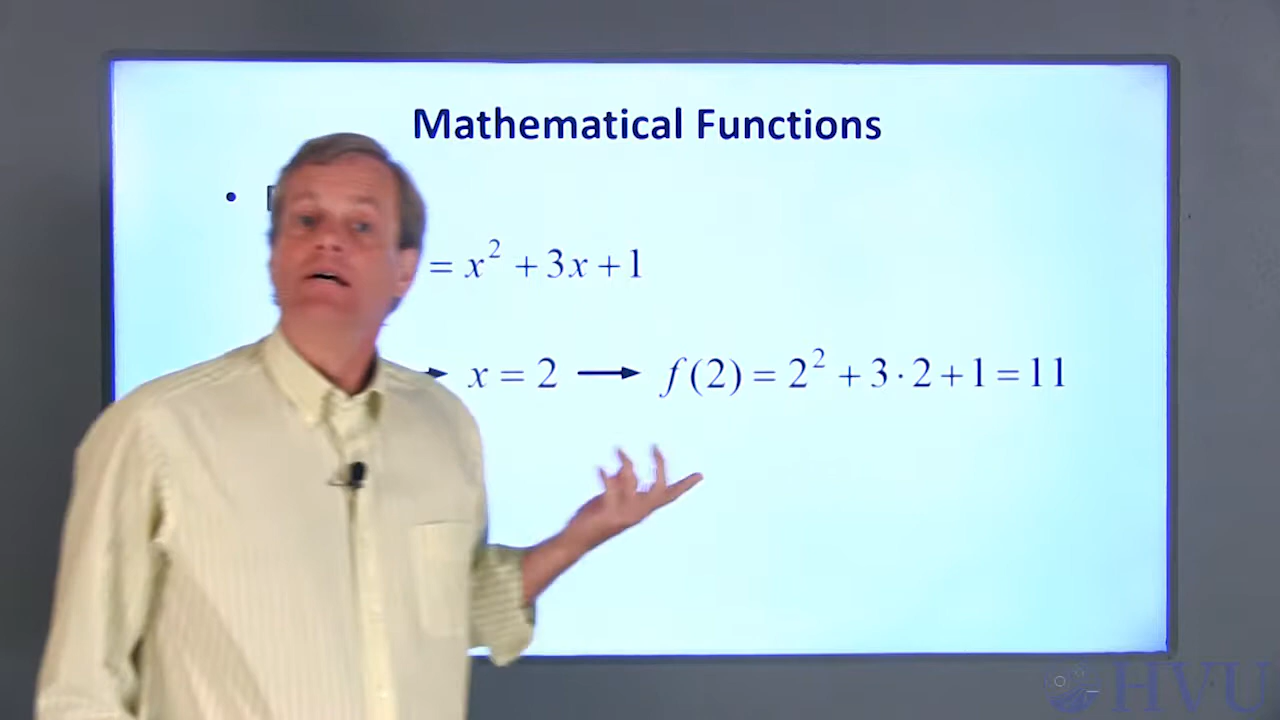 Mathematical Functions
•
= x² + 3x + 1
x = 2 ⟶ f(2) = 2² + 3·2 + 1 = 11
HVU